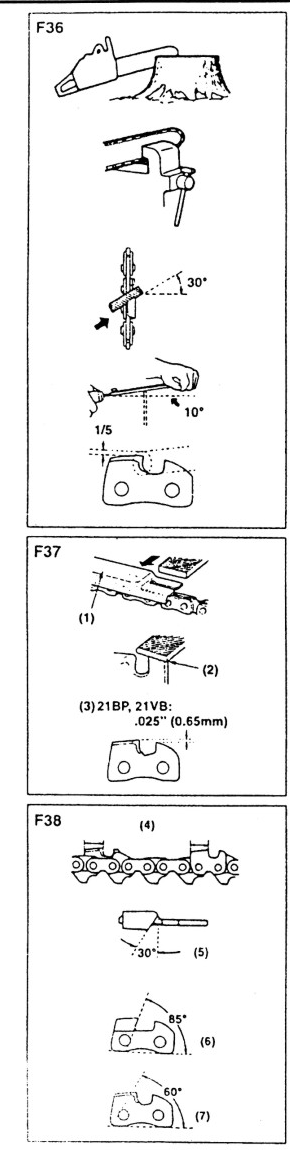 F36
30°
10°
1/5
F37
(1)
(2)
(3) 21BP, 21VB:
.025" (0.65mm)
F38
(4)
30°
(5)
85°
(6)
60°
(7)